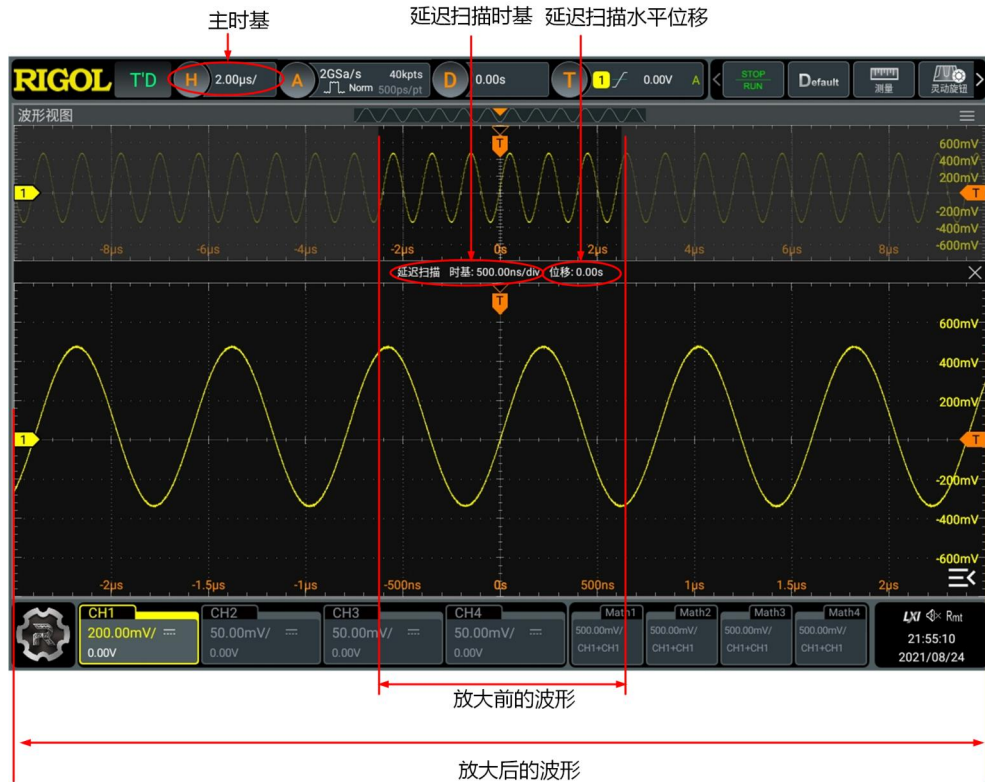 主时基
延迟扫描时基 延迟扫描水平位移
RIGOL T'D H 2.00μs/ A 2GSa/s 40kpts Norm 500ps/pt D 0.00s T 1 0.00V A < STOP RUN Default 测量 灵动旋钮 >
波形视图
T
600mV
400mV
200mV
1 T
-200mV
-400mV
-600mV
-8μs -6μs -2μs 0s 2μs 4μs 6μs 8μs
延迟扫描 时基: 500.00ns/div 位移: 0.00s
T
600mV
400mV
200mV
1 T
-200mV
-400mV
-600mV
-2μs -1.5μs -1μs -500ns 0s 500ns 1μs 1.5μs 2μs
CH1 CH2 CH3 CH4 Math1 Math2 Math3 Math4 LXI Rmt
200.00mV/ 50.00mV/ 50.00mV/ 50.00mV/ 500.00mV/ 500.00mV/ 500.00mV/ 500.00mV/ 21:55:10
0.00V 0.00V 0.00V 0.00V CH1+CH1 CH1+CH1 CH1+CH1 CH1+CH1 2021/08/24
放大前的波形
放大后的波形